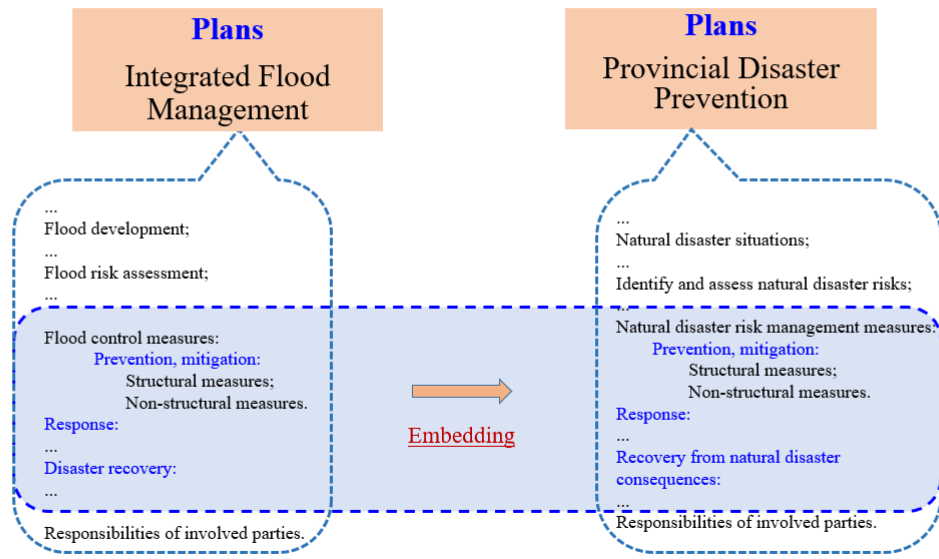 Plans
Integrated Flood
Management
...
Flood development;
...
Flood risk assessment;
...
Flood control measures:
Prevention, mitigation:
Structural measures;
Non-structural measures.
Response:
...
Disaster recovery:
...
Responsibilities of involved parties.
Embedding
Plans
Provincial Disaster
Prevention
...
Natural disaster situations;
...
Identify and assess natural disaster risks;
...
Natural disaster risk management measures:
Prevention, mitigation:
Structural measures;
Non-structural measures.
Response:
...
Recovery from natural disaster
consequences:
...
Responsibilities of involved parties.